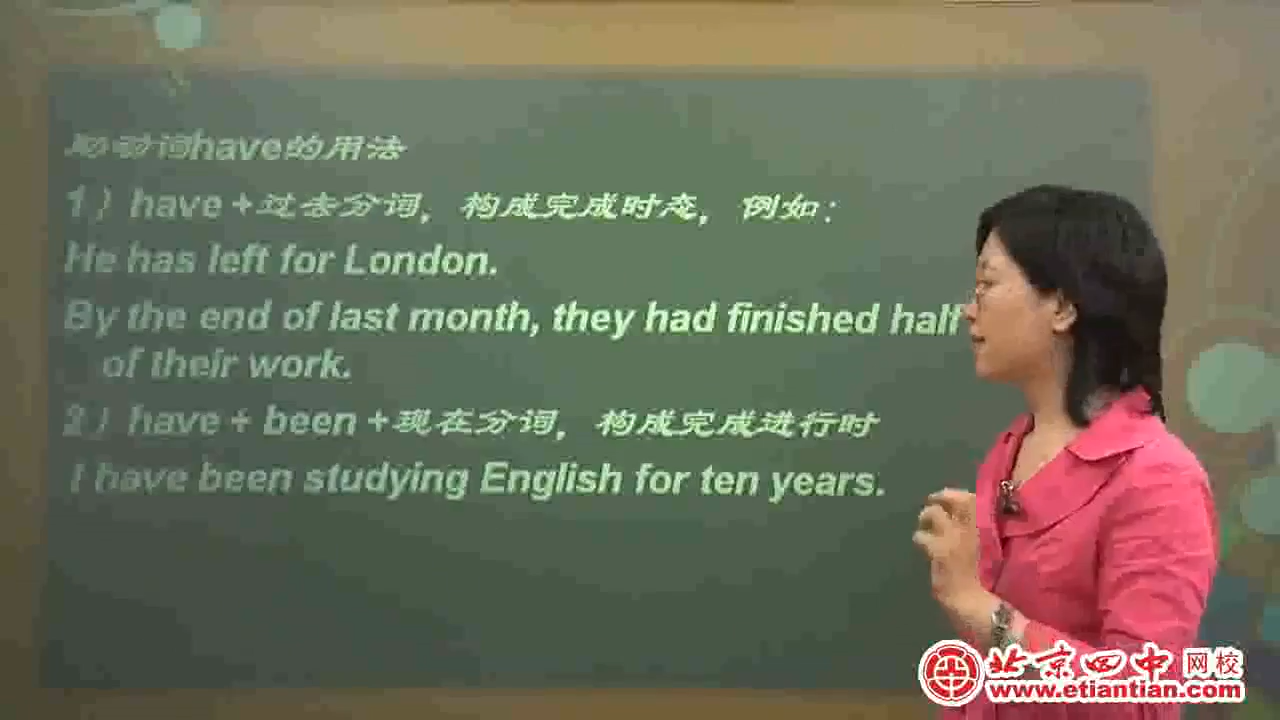 助动词have的用法
1）have +过去分词，构成完成时态，例如：
He has left for London.
By the end of last month, they had finished half
of their work.
2）have + been +现在分词，构成完成进行时
I have been studying English for ten years.
北京四中网校
www.etiantian.com